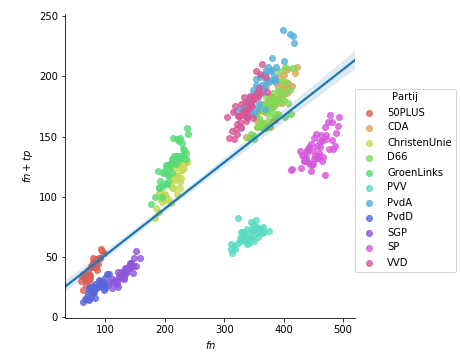 250
200
150
100
50
0
fn + tp
100
200
300
400
500
fn
Partij
50PLUS
CDA
ChristenUnie
D66
GroenLinks
PVV
PvdA
PvdD
SGP
SP
VVD